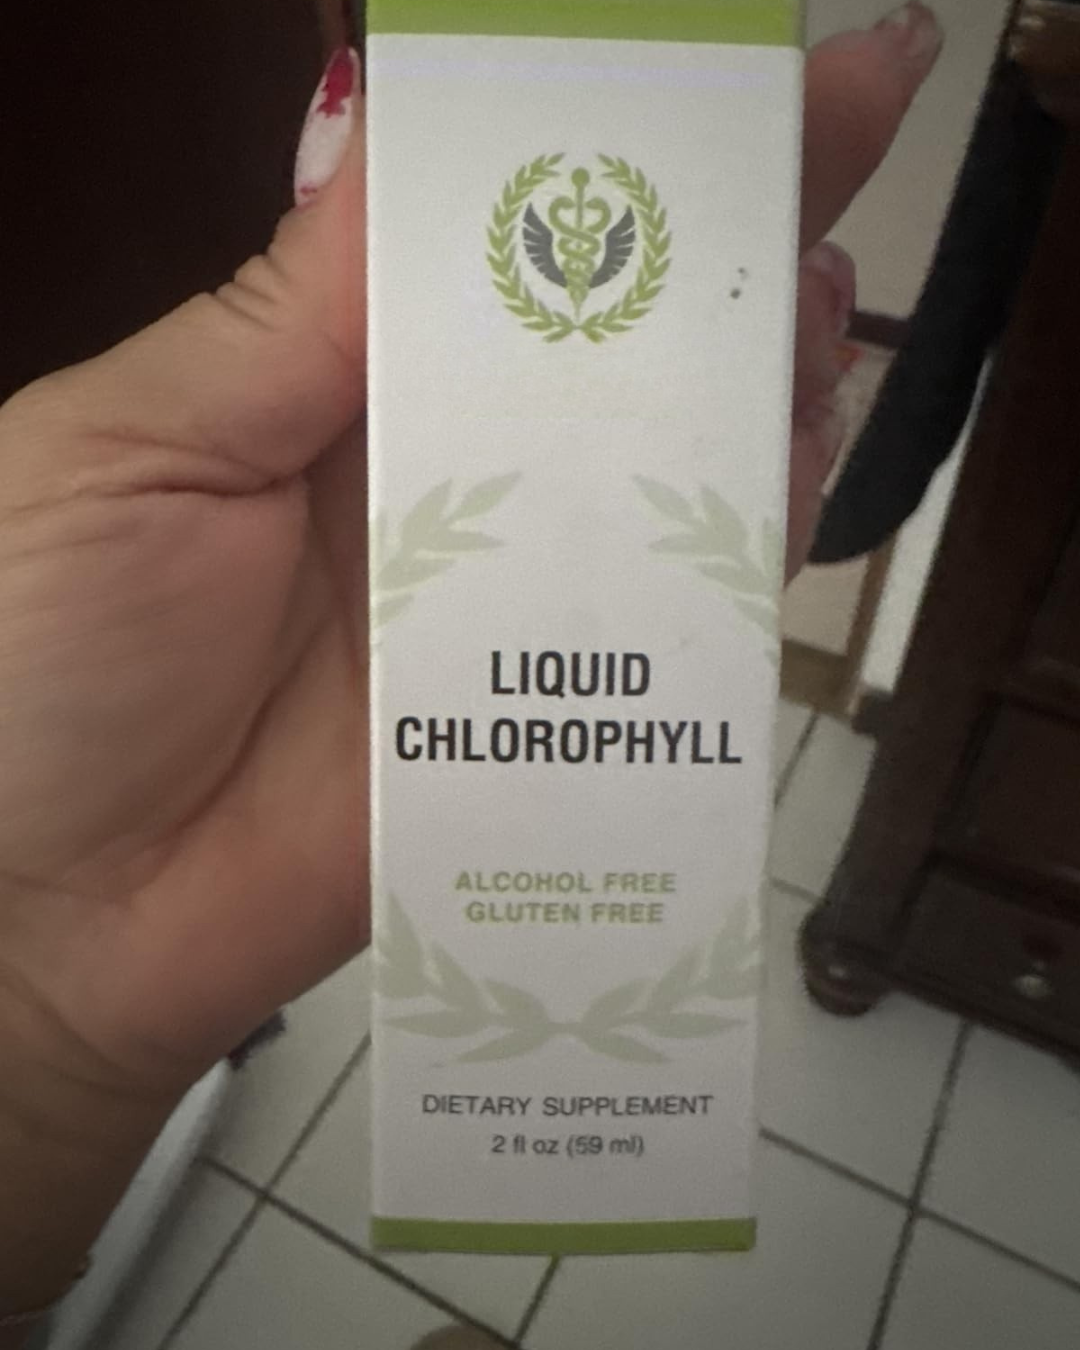 LIQUID
CHLOROPHYLL
ALCOHOL FREE
GLUTEN FREE
DIETARY SUPPLEMENT
2 fl oz (59 ml)